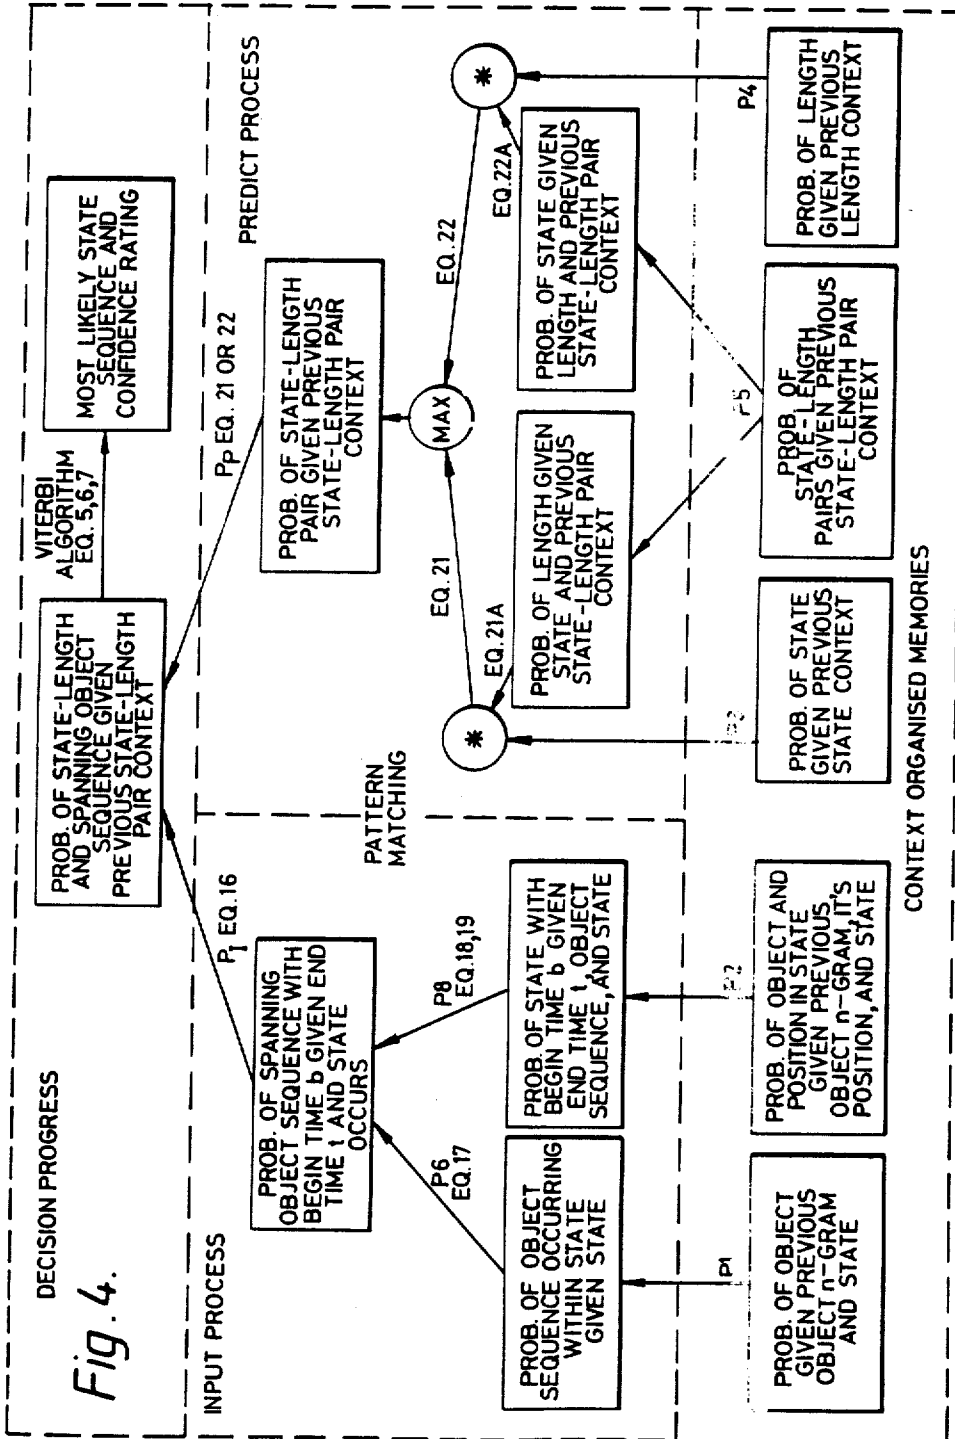 Fig. 4.
DECISION PROGRESS
PROB. OF STATE-LENGTH
AND SPANNING OBJECT
SEQUENCE GIVEN
PREVIOUS STATE-LENGTH
PAIR CONTEXT
VITERBI
ALGORITHM
EQ. 5,6,7
MOST LIKELY STATE
SEQUENCE AND
CONFIDENCE RATING
INPUT PROCESS
PI EQ.16
PP EQ. 21 OR 22
PREDICT PROCESS
PROB. OF SPANNING
OBJECT SEQUENCE WITH
BEGIN TIME b GIVEN END
TIME t AND STATE
OCCURS
PROB. OF STATE-LENGTH
PAIR GIVEN PREVIOUS
STATE-LENGTH PAIR
CONTEXT
PATTERN
MATCHING
P6
EQ.17
P8
EQ.18,19
EQ.21
MAX
EQ.22
*
EQ.21A
EQ.22A
*
PROB. OF OBJECT
SEQUENCE OCCURRING
WITHIN STATE
GIVEN STATE
PROB. OF STATE WITH
BEGIN TIME b GIVEN
END TIME t, OBJECT
SEQUENCE, AND STATE
PROB. OF LENGTH GIVEN
STATE AND PREVIOUS
STATE-LENGTH PAIR
CONTEXT
PROB. OF STATE GIVEN
LENGTH AND PREVIOUS
STATE-LENGTH PAIR
CONTEXT
P1
P5
P4
PROB. OF OBJECT
GIVEN PREVIOUS
OBJECT n-GRAM
AND STATE
PROB. OF OBJECT AND
POSITION IN STATE
GIVEN PREVIOUS
OBJECT n-GRAM, IT'S
POSITION, AND STATE
PROB. OF STATE
GIVEN PREVIOUS
STATE CONTEXT
PROB. OF
STATE-LENGTH
PAIRS GIVEN PREVIOUS
STATE-LENGTH PAIR
CONTEXT
PROB. OF LENGTH
GIVEN PREVIOUS
LENGTH CONTEXT
CONTEXT ORGANISED MEMORIES